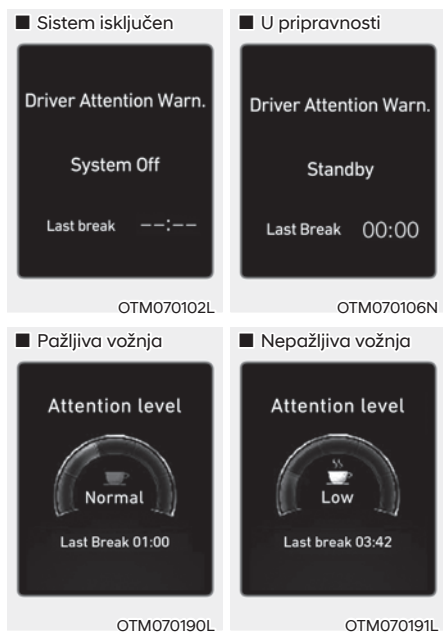 ■ Sistem isključen
Driver Attention Warn.
System Off
Last break --:--
OTM070102L
■ U pripravnosti
Driver Attention Warn.
Standby
Last Break 00:00
OTM070106N
■ Pažljiva vožnja
Attention level
Normal
Last Break 01:00
OTM070190L
■ Nepažljiva vožnja
Attention level
Low
Last break 03:42
OTM070191L